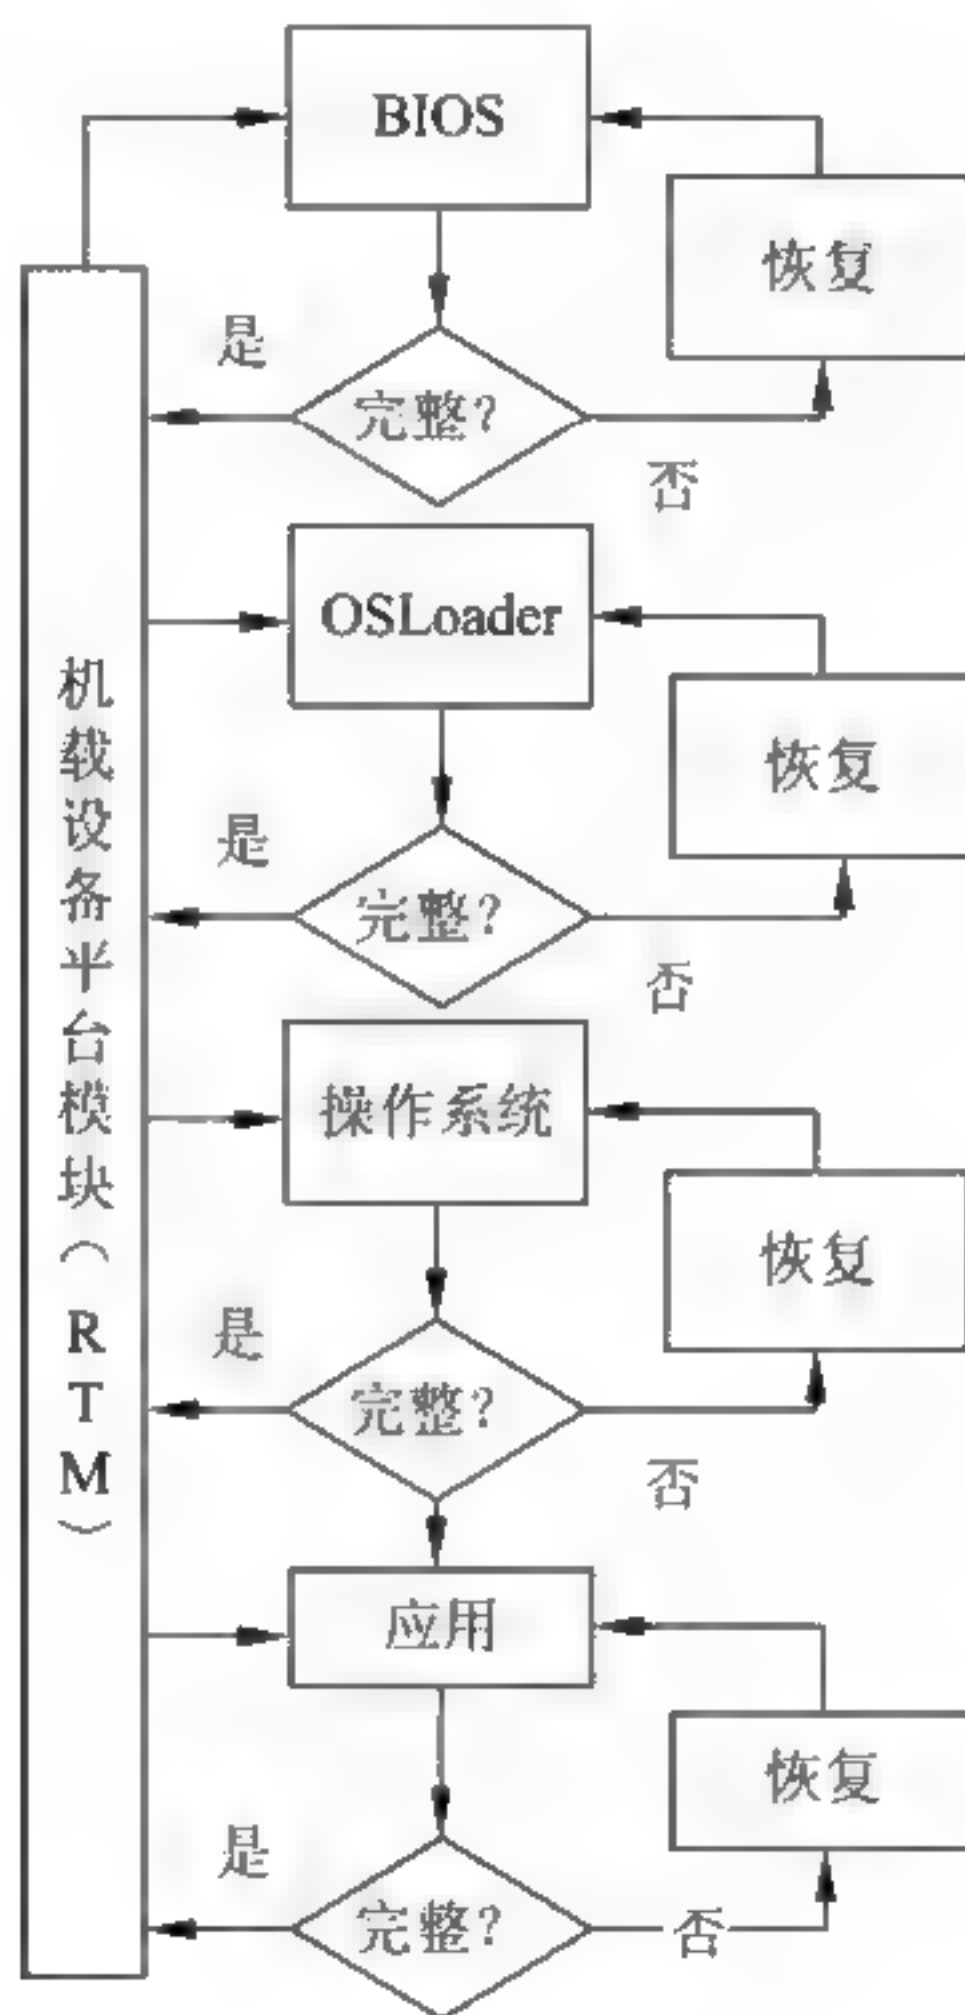 BIOS
恢复
是
完整?
否
OSLoader
恢复
是
完整?
否
机载设备平台模块(RTM)
操作系统
恢复
是
完整?
否
应用
恢复
是
完整?
否